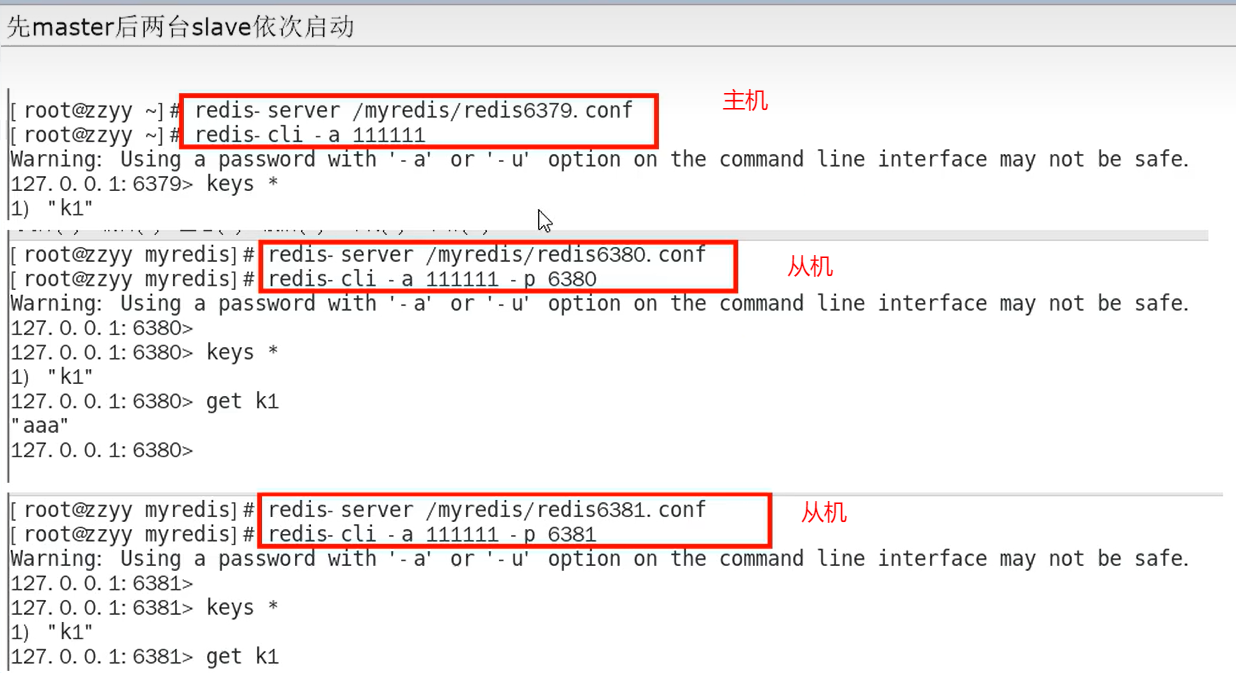 先master后两台slave依次启动
[root@zzyy ~]# redis-server /myredis/redis6379.conf
主机
[root@zzyy ~]# redis-cli -a 111111
Warning: Using a password with '-a' or '-u' option on the command line interface may not be safe.
127.0.0.1:6379> keys *
1) "k1"
[root@zzyy myredis]# redis-server /myredis/redis6380.conf
从机
[root@zzyy myredis]# redis-cli -a 111111 -p 6380
Warning: Using a password with '-a' or '-u' option on the command line interface may not be safe.
127.0.0.1:6380>
127.0.0.1:6380> keys *
1) "k1"
127.0.0.1:6380> get k1
"aaa"
127.0.0.1:6380>
[root@zzyy myredis]# redis-server /myredis/redis6381.conf
从机
[root@zzyy myredis]# redis-cli -a 111111 -p 6381
Warning: Using a password with '-a' or '-u' option on the command line interface may not be safe.
127.0.0.1:6381>
127.0.0.1:6381> keys *
1) "k1"
127.0.0.1:6381> get k1